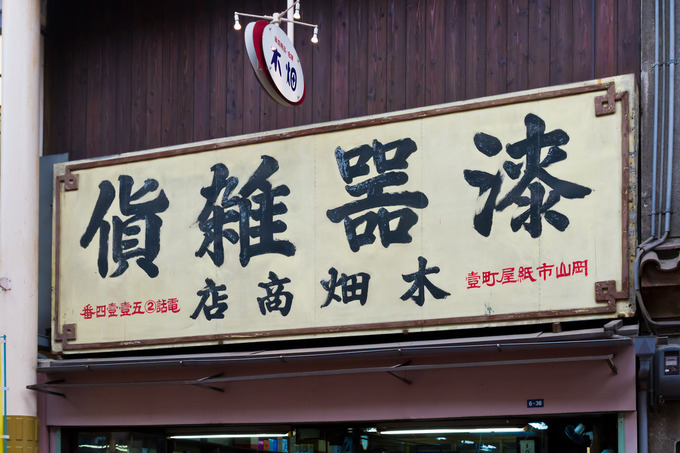 漆器雑貨
岡山市紙屋町壹
木畑商店
電話②五壹壹四番
木畑
6-36